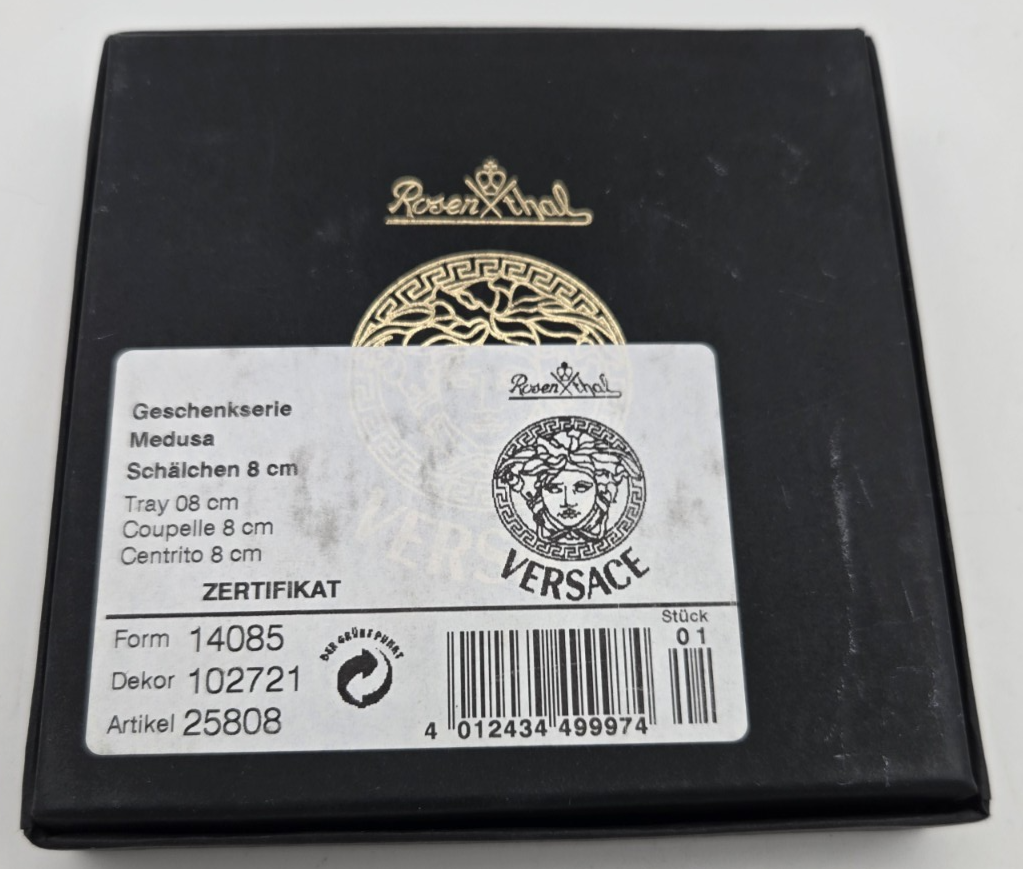 Rosenthal
Rosenthal
Geschenkserie
Medusa
Schälchen 8 cm
Tray 08 cm
Coupelle 8 cm
Centrito 8 cm
VERSACE
ZERTIFIKAT
Stück
01
Form 14085
DER GRÜNE PUNKT
Dekor 102721
Artikel 25808
4 012434 499974